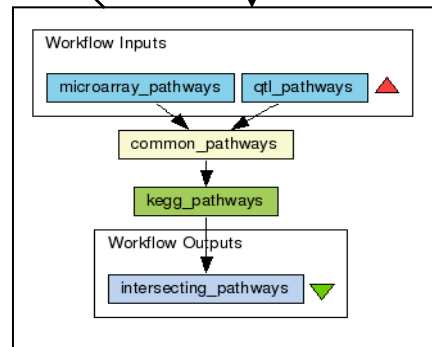 Workflow Inputs
microarray_pathways qtl_pathways
common_pathways
kegg_pathways
Workflow Outputs
intersecting_pathways